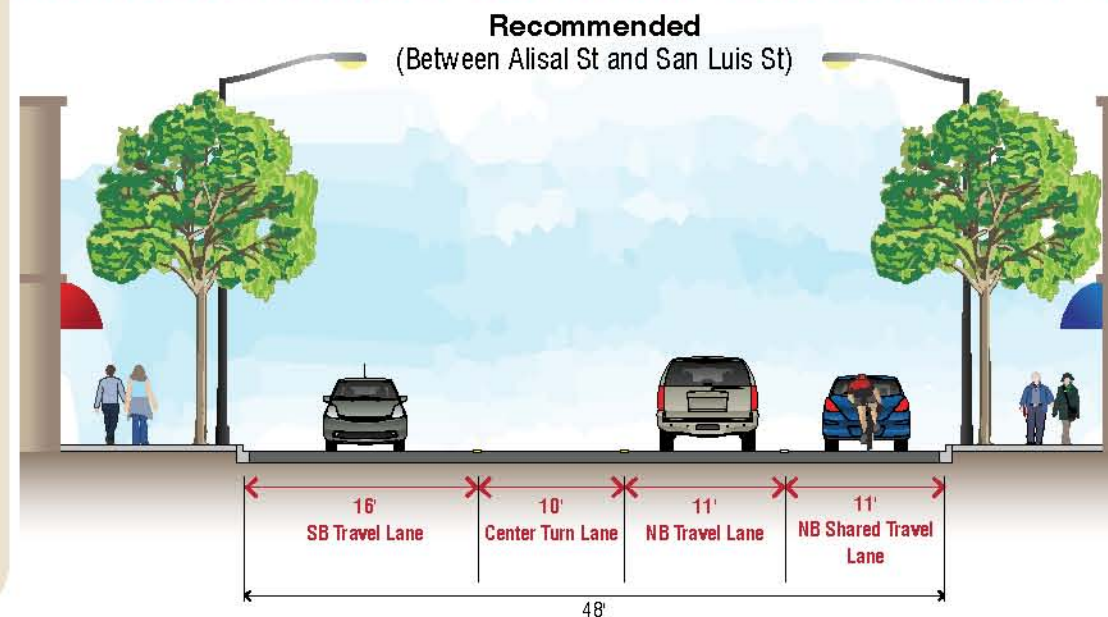 Recommended
(Between Alisal St and San Luis St)
16'
SB Travel Lane
10'
Center Turn Lane
11'
NB Travel Lane
11'
NB Shared Travel
Lane
48'